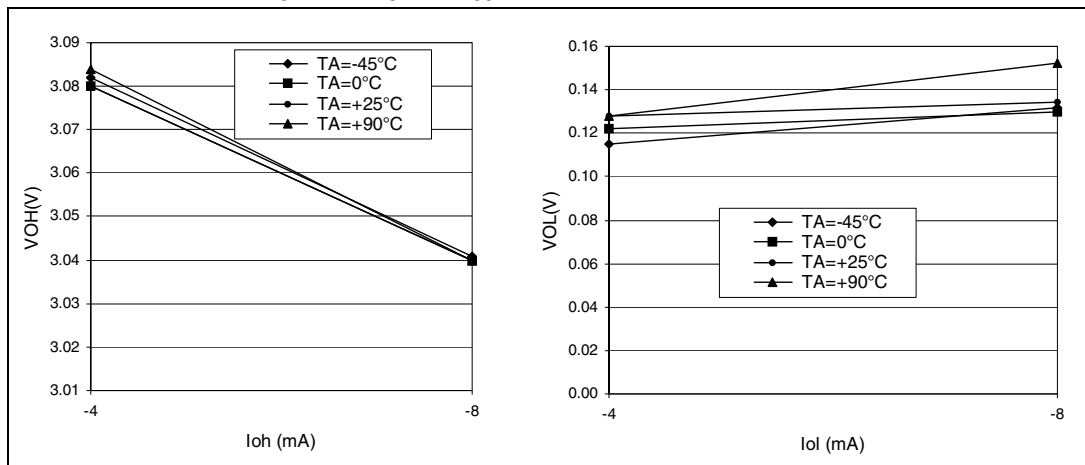 3.09
3.08
3.07
3.06
3.05
3.04
3.03
3.02
3.01
VOH(V)
-4
-8
Ioh (mA)
TA=-45°C
TA=0°C
TA=+25°C
TA=+90°C
0.16
0.14
0.12
0.10
0.08
0.06
0.04
0.02
0.00
VOL(V)
-4
-8
Iol (mA)
TA=-45°C
TA=0°C
TA=+25°C
TA=+90°C